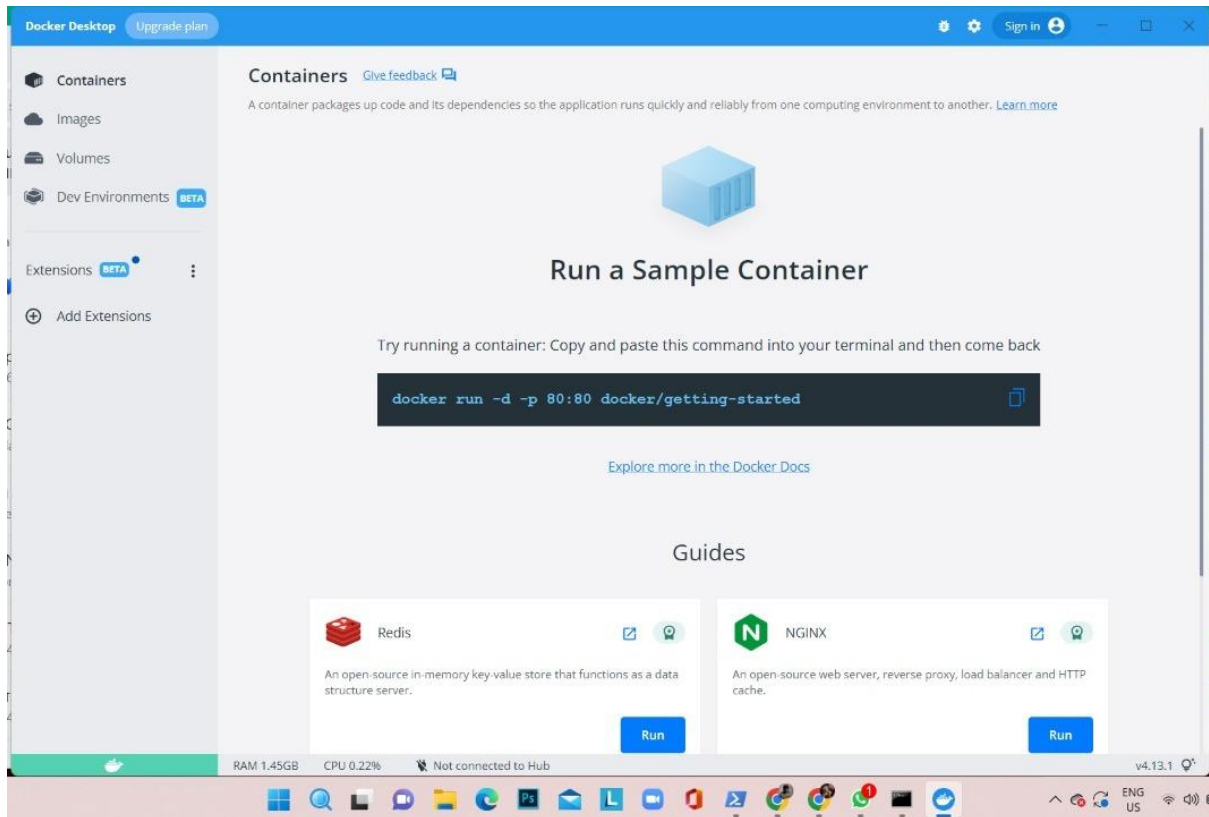 Docker Desktop Upgrade plan Sign in
Containers
Images
Volumes
Dev Environments BETA
Extensions BETA
Add Extensions
Containers Give feedback
A container packages up code and its dependencies so the application runs quickly and reliably from one computing environment to another. Learn more
Run a Sample Container
Try running a container: Copy and paste this command into your terminal and then come back
docker run -d -p 80:80 docker/getting-started
Explore more in the Docker Docs
Guides
Redis
An open-source in-memory key-value store that functions as a data
structure server.
Run
NGINX
An open-source web server, reverse proxy, load balancer and HTTP
cache.
Run
RAM 1.45GB CPU 0.22% Not connected to Hub v4.13.1
Ps L 1 ENG
US